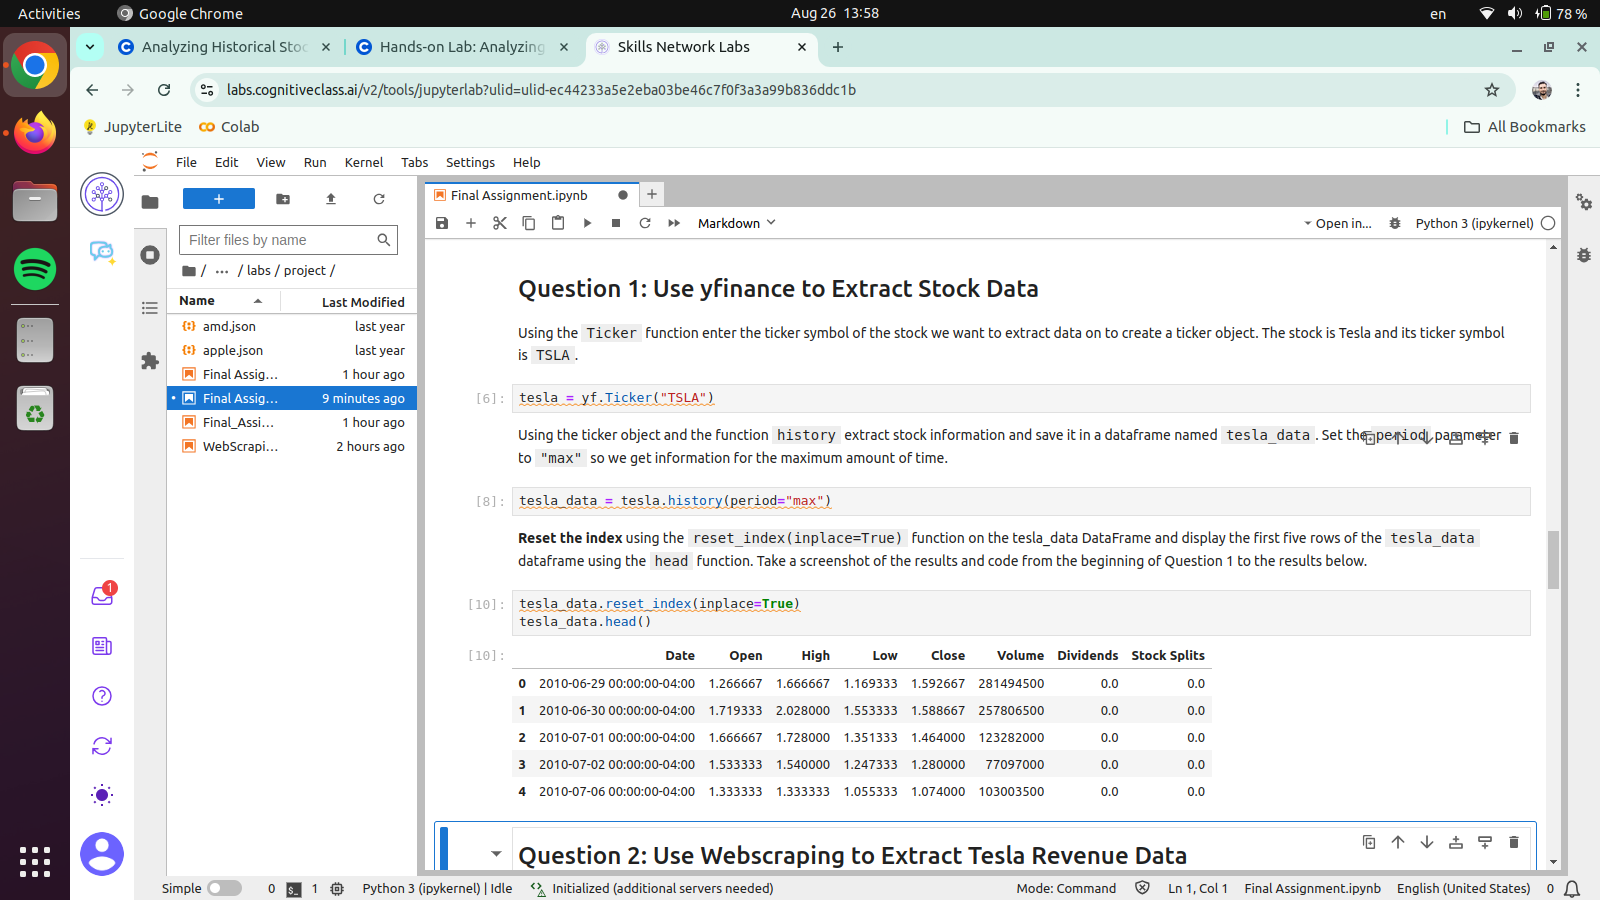 Activities
Google Chrome
Aug 26 13:58
en
78 %
Analyzing Historical Stoc
Hands-on Lab: Analyzing
Skills Network Labs
labs.cognitiveclass.ai/v2/tools/jupyterlab?ulid=ulid-ec44233a5e2eba03be46c7f0f3a3a99b836ddc1b
JupyterLite
Colab
All Bookmarks
File Edit View Run Kernel Tabs Settings Help
Filter files by name
/ ... / labs / project /
Name Last Modified
amd.json last year
apple.json last year
Final Assig... 1 hour ago
Final Assig... 9 minutes ago
Final_Assi... 1 hour ago
WebScrapi... 2 hours ago
1
Final Assignment.ipynb
Markdown
Open in...
Python 3 (ipykernel)
Question 1: Use yfinance to Extract Stock Data
Using the Ticker function enter the ticker symbol of the stock we want to extract data on to create a ticker object. The stock is Tesla and its ticker symbol
is TSLA .
[6]: tesla = yf.Ticker("TSLA")
Using the ticker object and the function history extract stock information and save it in a dataframe named tesla_data . Set the period parameter
to "max" so we get information for the maximum amount of time.
[8]: tesla_data = tesla.history(period="max")
Reset the index using the reset_index(inplace=True) function on the tesla_data DataFrame and display the first five rows of the tesla_data
dataframe using the head function. Take a screenshot of the results and code from the beginning of Question 1 to the results below.
[10]: tesla_data.reset_index(inplace=True)
tesla_data.head()
[10]: Date Open High Low Close Volume Dividends Stock Splits
0 2010-06-29 00:00:00-04:00 1.266667 1.666667 1.169333 1.592667 281494500 0.0 0.0
1 2010-06-30 00:00:00-04:00 1.719333 2.028000 1.553333 1.588667 257806500 0.0 0.0
2 2010-07-01 00:00:00-04:00 1.666667 1.728000 1.351333 1.464000 123282000 0.0 0.0
3 2010-07-02 00:00:00-04:00 1.533333 1.540000 1.247333 1.280000 77097000 0.0 0.0
4 2010-07-06 00:00:00-04:00 1.333333 1.333333 1.055333 1.074000 103003500 0.0 0.0
Question 2: Use Webscraping to Extract Tesla Revenue Data
Simple 0 1 Python 3 (ipykernel) | Idle Initialized (additional servers needed) Mode: Command Ln 1, Col 1 Final Assignment.ipynb English (United States) 0